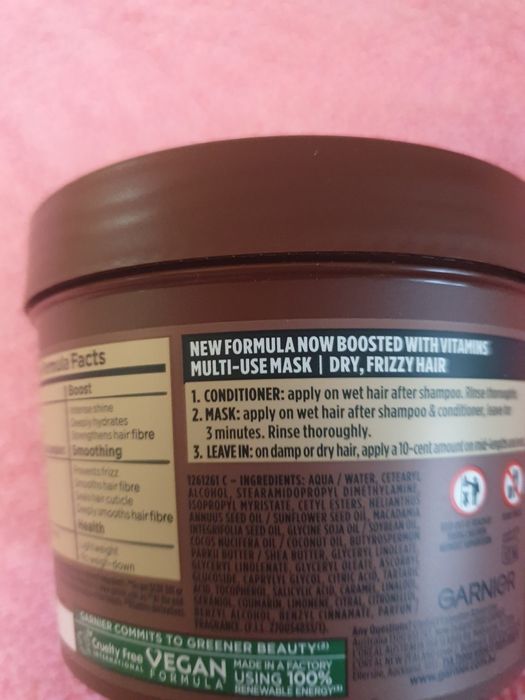 Formula Facts
Boost
Intense shine
Deeply hydrates
Strengthens hair fibre
Smoothing
Prevents frizz
Smooths hair fibre
Seals hair cuticle
Deeply smooths hair fibre
Health
NEW FORMULA NOW BOOSTED WITH VITAMINS
MULTI-USE MASK | DRY, FRIZZY HAIR
1. CONDITIONER: apply on wet hair after shampoo. Rinse thoroughly.
2. MASK: apply on wet hair after shampoo & conditioner, leave for
3 minutes. Rinse thoroughly.
3. LEAVE IN: on damp or dry hair, apply a 10-cent amount on mid-lengths
1261261 C – INGREDIENTS: AQUA / WATER, CETEARYL
ALCOHOL, STEARAMIDOPROPYL DIMETHYLAMINE,
ISOPROPYL MYRISTATE, CETYL ESTERS, HELIANTHUS
ANNUUS SEED OIL / SUNFLOWER SEED OIL, MACADAMIA
INTEGRIFOLIA SEED OIL, GLYCINE SOJA OIL / SOYBEAN OIL,
COCOS NUCIFERA OIL / COCONUT OIL, BUTYROSPERMUM
PARKII BUTTER / SHEA BUTTER, GLYCERYL LINOLEATE,
GLYCERYL LINOLENATE, GLYCERYL OLEATE, ASCORBYL
GLUCOSIDE, CAPRYLYL GLYCOL, CITRIC ACID, TARTARIC
ACID, TOCOPHEROL, SALICYLIC ACID, CARAMEL, LINALOOL,
GERANIOL, COUMARIN, LIMONENE, CITRAL, CITRONELLOL,
BENZYL ALCOHOL, BENZYL CINNAMATE, PARFUM /
FRAGRANCE.
GARNIER
Any Questions?
GARNIER COMMITS TO GREENER BEAUTY
Cruelty Free
INTERNATIONAL
VEGAN
FORMULA
MADE IN A FACTORY
USING 100%
RENEWABLE ENERGY